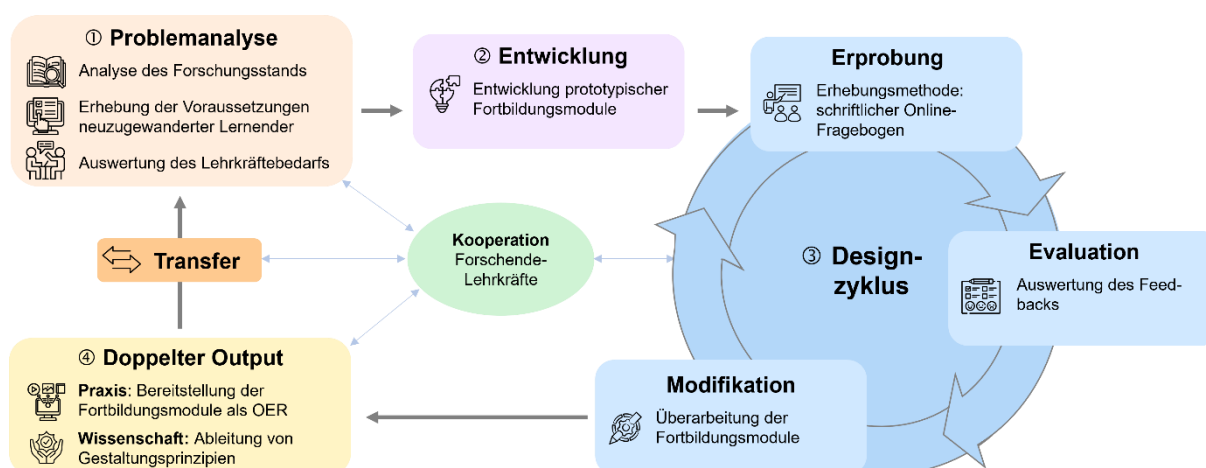 ① Problemanalyse
Analyse des Forschungsstands
Erhebung der Voraussetzungen
neuzugewanderter Lernender
Auswertung des Lehrkräftebedarfs
② Entwicklung
Entwicklung prototypischer
Fortbildungsmodule
Erprobung
Erhebungsmethode:
schriftlicher Online-
Fragebogen
Transfer
Kooperation
Forschende-
Lehrkräfte
③ Design-
zyklus
Evaluation
Auswertung des Feed-
backs
④ Doppelter Output
Praxis: Bereitstellung der
Fortbildungsmodule als OER
Wissenschaft: Ableitung von
Gestaltungsprinzipien
Modifikation
Überarbeitung der
Fortbildungsmodule